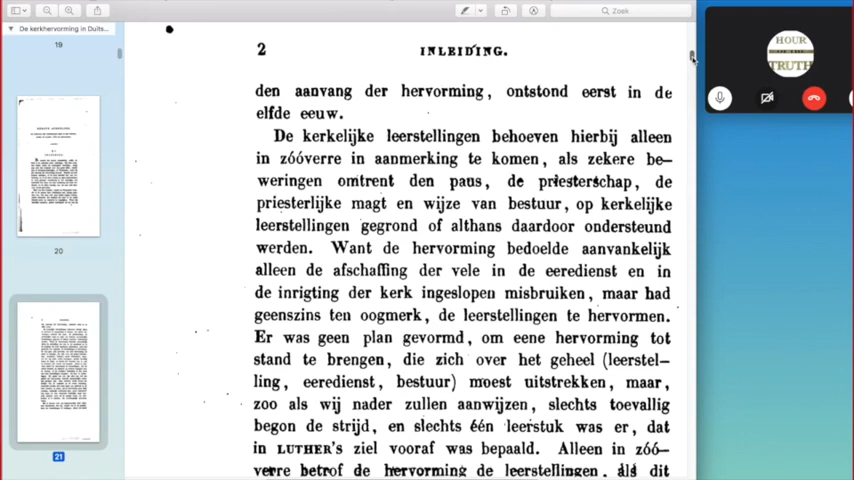 Zoek
De kerkhervorming in Duits...
19
20
21
HOUR
TRUTH
2
INLEIDING.
den aanvang der hervorming, ontstond eerst in de
elfde eeuw.
De kerkelijke leerstellingen behoeven hierbij alleen
in zóóverre in aanmerking te komen, als zekere be-
weringen omtrent den paus, de priesterschap, de
priesterlijke magt en wijze van bestuur, op kerkelijke
leerstellingen gegrond of althans daardoor ondersteund
werden. Want de hervorming bedoelde aanvankelijk
alleen de afschaffing der vele in de eeredienst en in
de inrigting der kerk ingeslopen misbruiken, maar had
geenszins ten oogmerk, de leerstellingen te hervormen.
Er was geen plan gevormd, om eene hervorming tot
stand te brengen, die zich over het geheel (leerstel-
ling, eeredienst, bestuur) moest uitstrekken, maar,
zoo als wij nader zullen aanwijzen, slechts toevallig
begon de strijd, en slechts één leerstuk was er, dat
in LUTHER'S ziel vooraf was bepaald. Alleen in zóó-
verre betrof de hervorming de leerstellingen, als dit